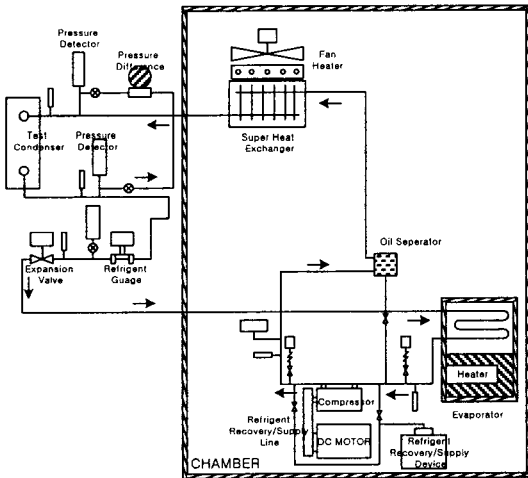 Pressure
Detector
Pressure
Difference
Fan
Heater
Super Heat
Exchanger
Test
Condenser
Pressure
Detector
Oil Seperator
Expansion
Valve
Refrigent
Guage
Heater
Evaporator
Compressor
Refrigent
Recovery/Supply
Line
DC MOTOR
Refrigent
Recovery/Supply
Device
CHAMBER